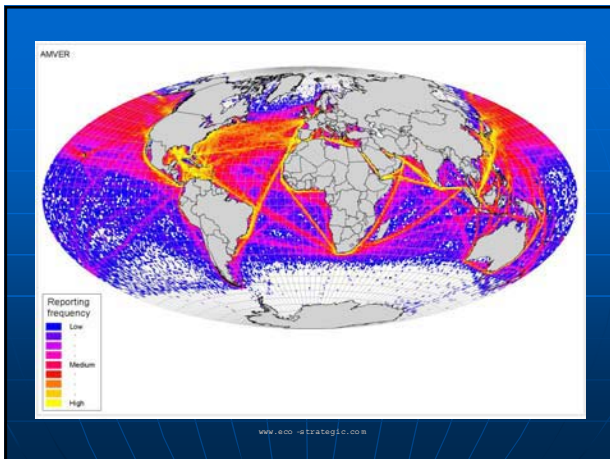 AMVER
Reporting
frequency
Low
Medium
High
www.eco-strategic.com